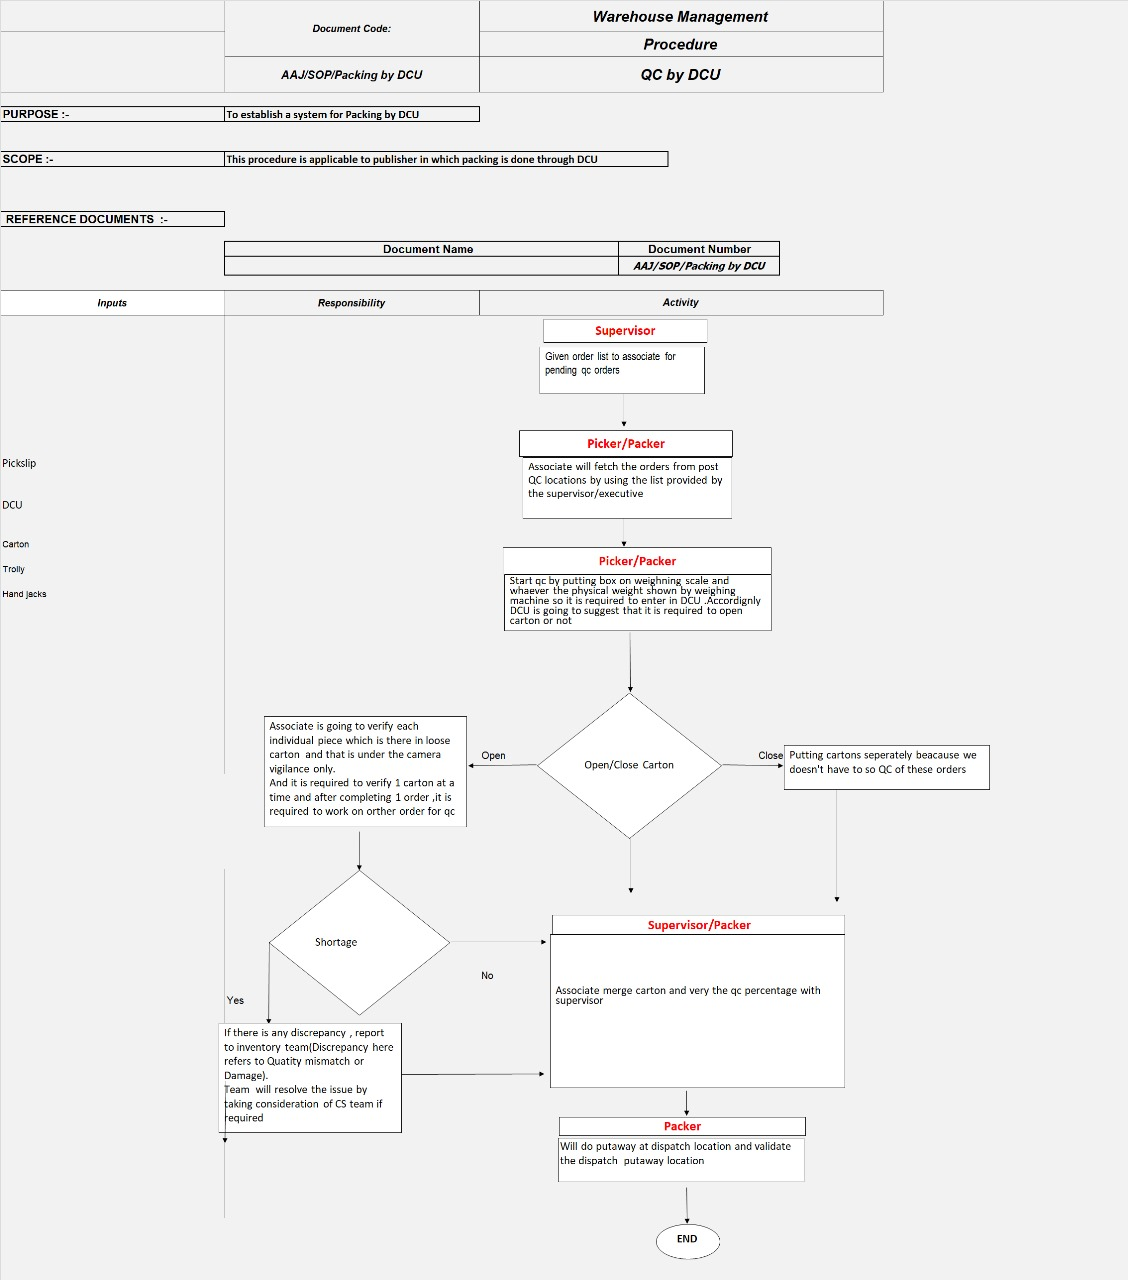 Document Code:
Warehouse Management
Procedure
AAJ/SOP/Packing by DCU
QC by DCU
PURPOSE :-
To establish a system for Packing by DCU
SCOPE :-
This procedure is applicable to publisher in which packing is done through DCU
REFERENCE DOCUMENTS :-
Document Name
Document Number
AAJ/SOP/Packing by DCU
Inputs
Responsibility
Activity
Supervisor
Given order list to associate for
pending qc orders
Picker/Packer
Associate will fetch the orders from post
QC locations by using the list provided by
the supervisor/executive
Pickslip
DCU
Carton
Trolly
Hand jacks
Picker/Packer
Start qc by putting box on weighning scale and
whaever the physical weight shown by weighing
machine so it is required to enter in DCU .Accordignly
DCU is going to suggest that it is required to open
carton or not
Open/Close Carton
Open
Close
Associate is going to verify each
individual piece which is there in loose
carton and that is under the camera
vigilance only.
And it is required to verify 1 carton at a
time and after completing 1 order ,it is
required to work on orther order for qc
Putting cartons seperately beacause we
doesn't have to so QC of these orders
Shortage
No
Yes
Supervisor/Packer
Associate merge carton and very the qc percentage with
supervisor
If there is any discrepancy , report
to inventory team(Discrepancy here
refers to Quatity mismatch or
Damage).
Team will resolve the issue by
taking consideration of CS team if
required
Packer
Will do putaway at dispatch location and validate
the dispatch putaway location
END